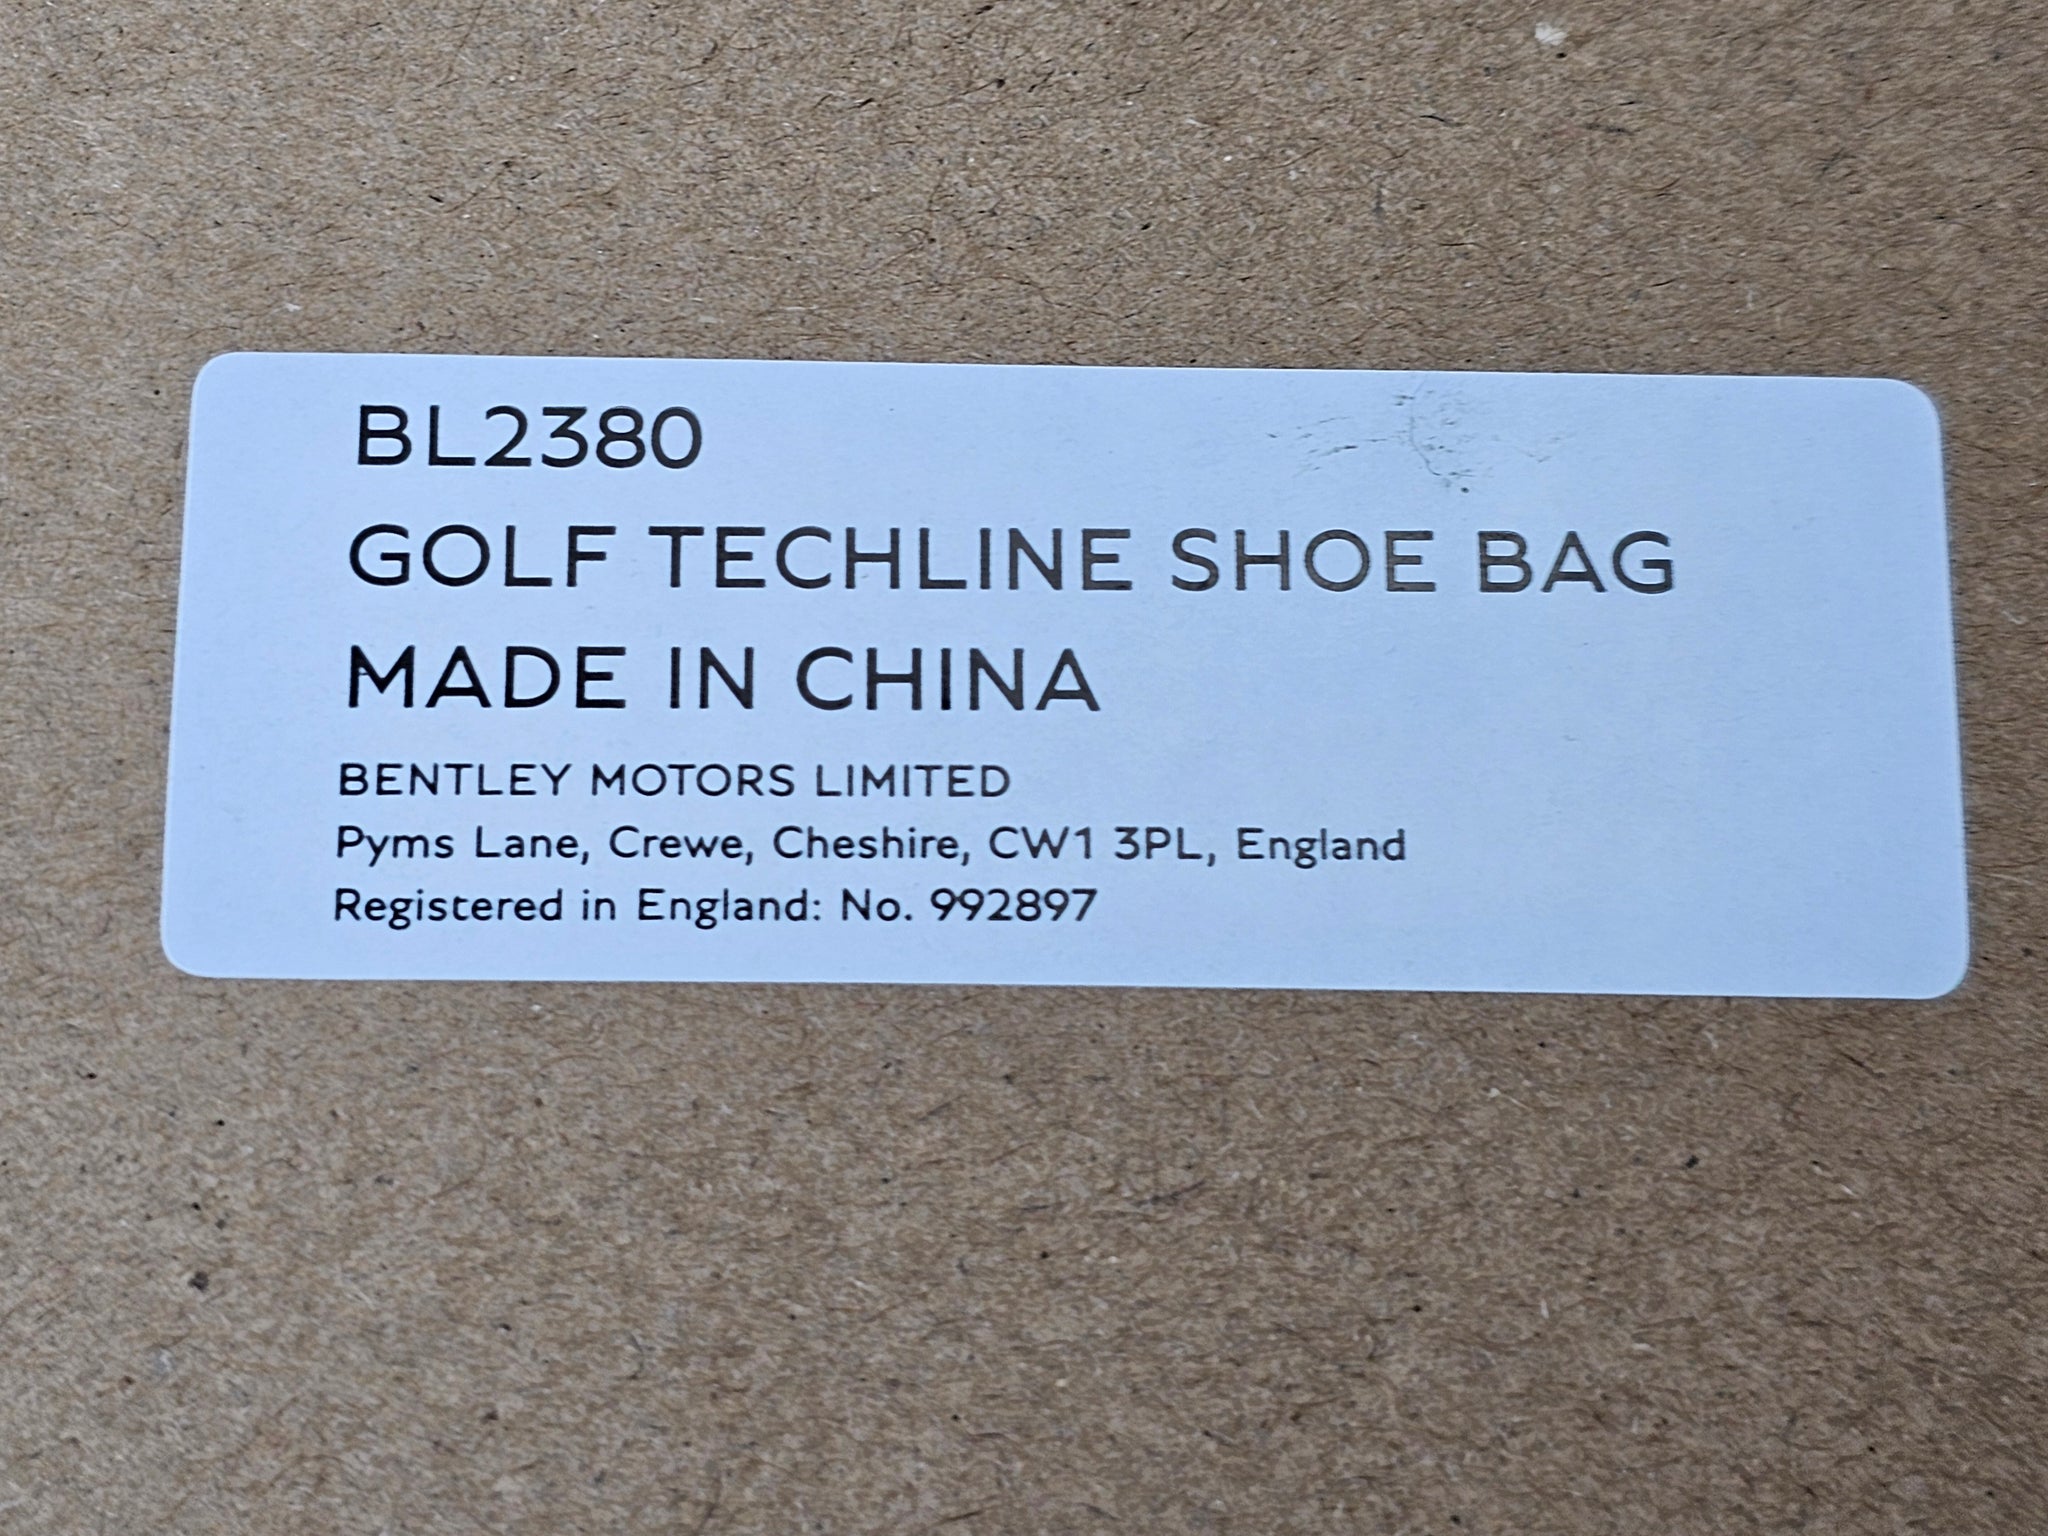 BL2380
GOLF TECHLINE SHOE BAG
MADE IN CHINA
BENTLEY MOTORS LIMITED
Pyms Lane, Crewe, Cheshire, CW1 3PL, England
Registered in England: No. 992897